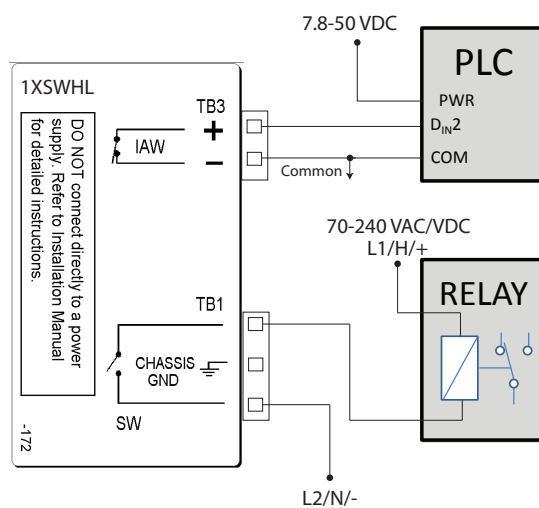 7.8-50 VDC
PLC
PWR
DIN2
COM
Common
1XSWHL
TB3
+
IAW
–
DO NOT connect directly to a power
supply. Refer to Installation Manual
for detailed instructions.
70-240 VAC/VDC
L1/H/+
RELAY
TB1
CHASSIS
GND
SW
-172
L2/N/-